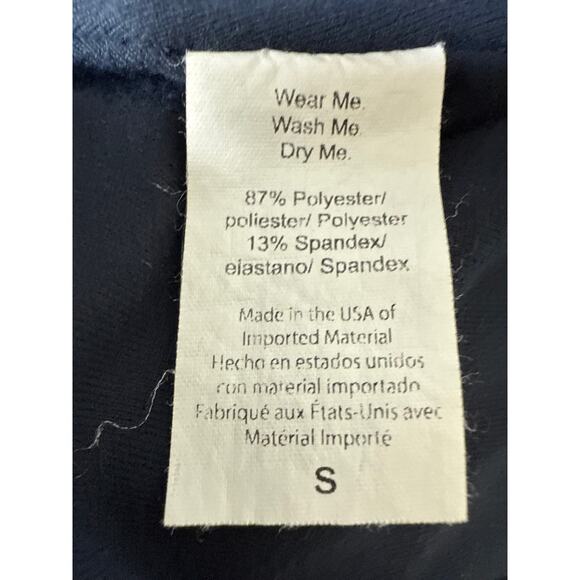 Wear Me.
Wash Me.
Dry Me.
87% Polyester/
poliester/ Polyester
13% Spandex/
elastano/ Spandex
Made in the USA of
Imported Material
Hecho en estados unidos
con material importado
Fabriqué aux États-Unis avec
Matérial Importé
S